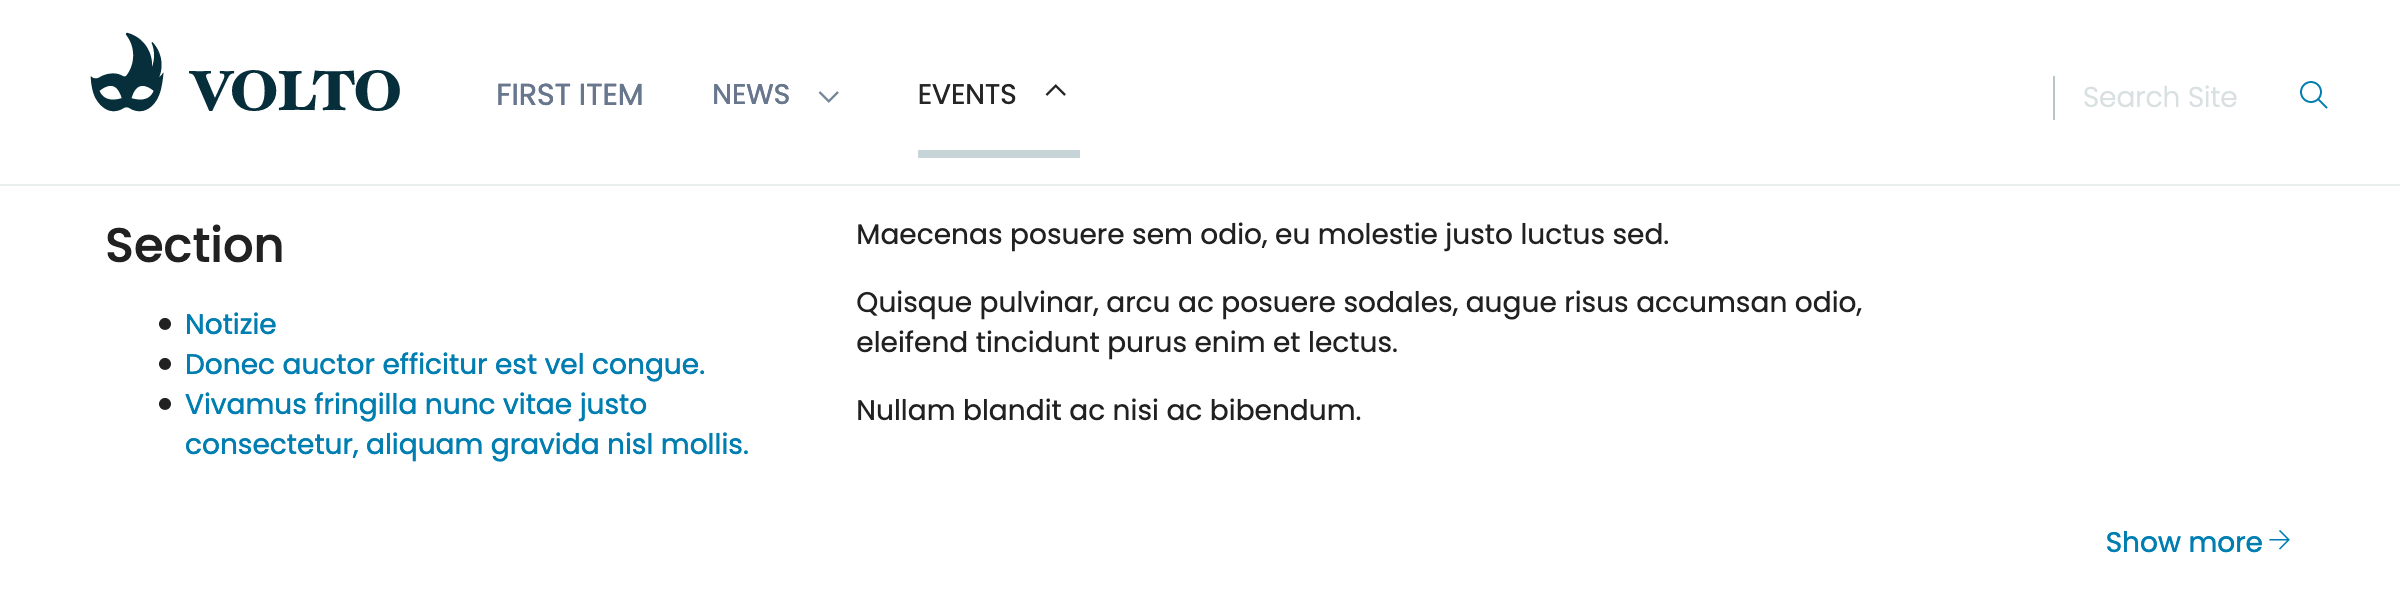 VOLTO
FIRST ITEM
NEWS
EVENTS
Search Site
Section
Notizie
Donec auctor efficitur est vel congue.
Vivamus fringilla nunc vitae justo
consectetur, aliquam gravida nisl mollis.
Maecenas posuere sem odio, eu molestie justo luctus sed.
Quisque pulvinar, arcu ac posuere sodales, augue risus accumsan odio,
eleifend tincidunt purus enim et lectus.
Nullam blandit ac nisi ac bibendum.
Show more